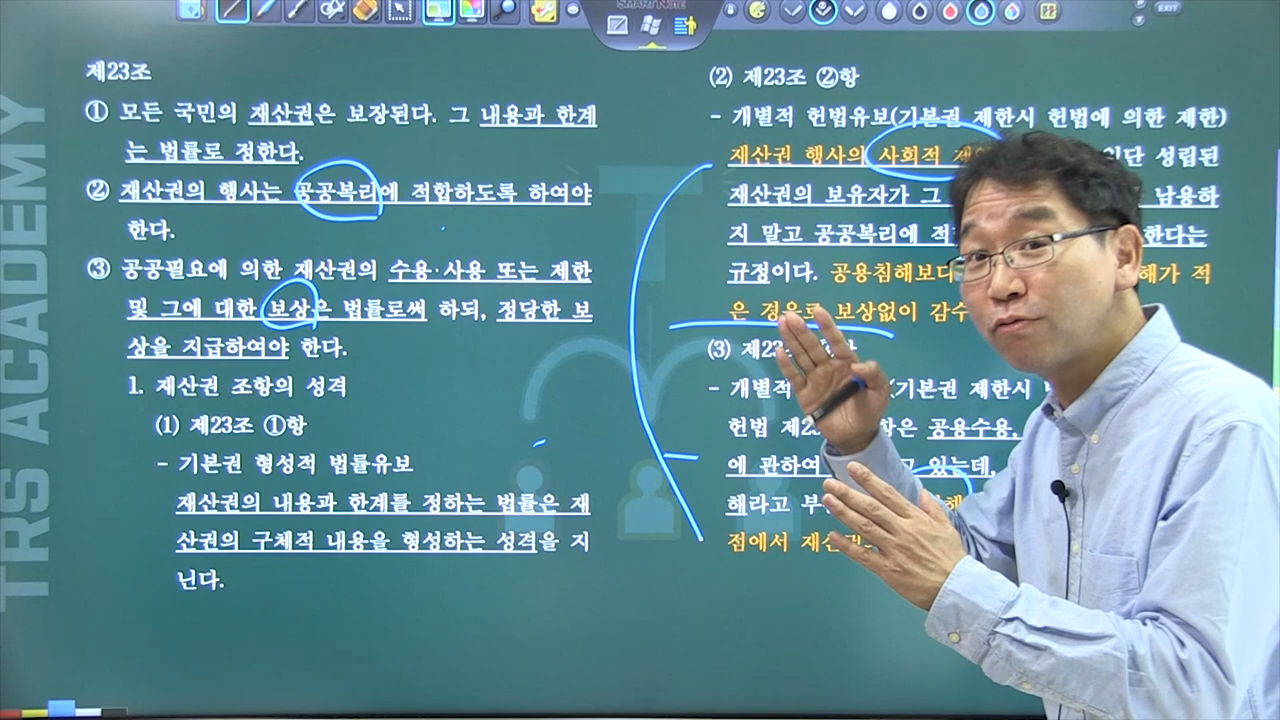 SMART NOTE
EXIT
TRS ACADEMY
제23조
① 모든 국민의 재산권은 보장된다. 그 내용과 한계
는 법률로 정한다.
② 재산권의 행사는 공공복리에 적합하도록 하여야
한다.
③ 공공필요에 의한 재산권의 수용·사용 또는 제한
및 그에 대한 보상은 법률로써 하되, 정당한 보
상을 지급하여야 한다.
1. 재산권 조항의 성격
(1) 제23조 ①항
- 기본권 형성적 법률유보
재산권의 내용과 한계를 정하는 법률은 재
산권의 구체적 내용을 형성하는 성격을 지
닌다.
(2) 제23조 ②항
- 개별적 헌법유보(기본권 제한시 헌법에 의한 제한)
재산권 행사의 사회적 성립된
재산권의 보유자가 그 남용하
지 말고 공공복리에 한다는
규정이다. 공용침해보다 적
은 경우로 보상없이 감수
(3)
- 개별적 (기본권 제한시
헌법 공용수용,
에 관하여 있는데,
해라고
점에서